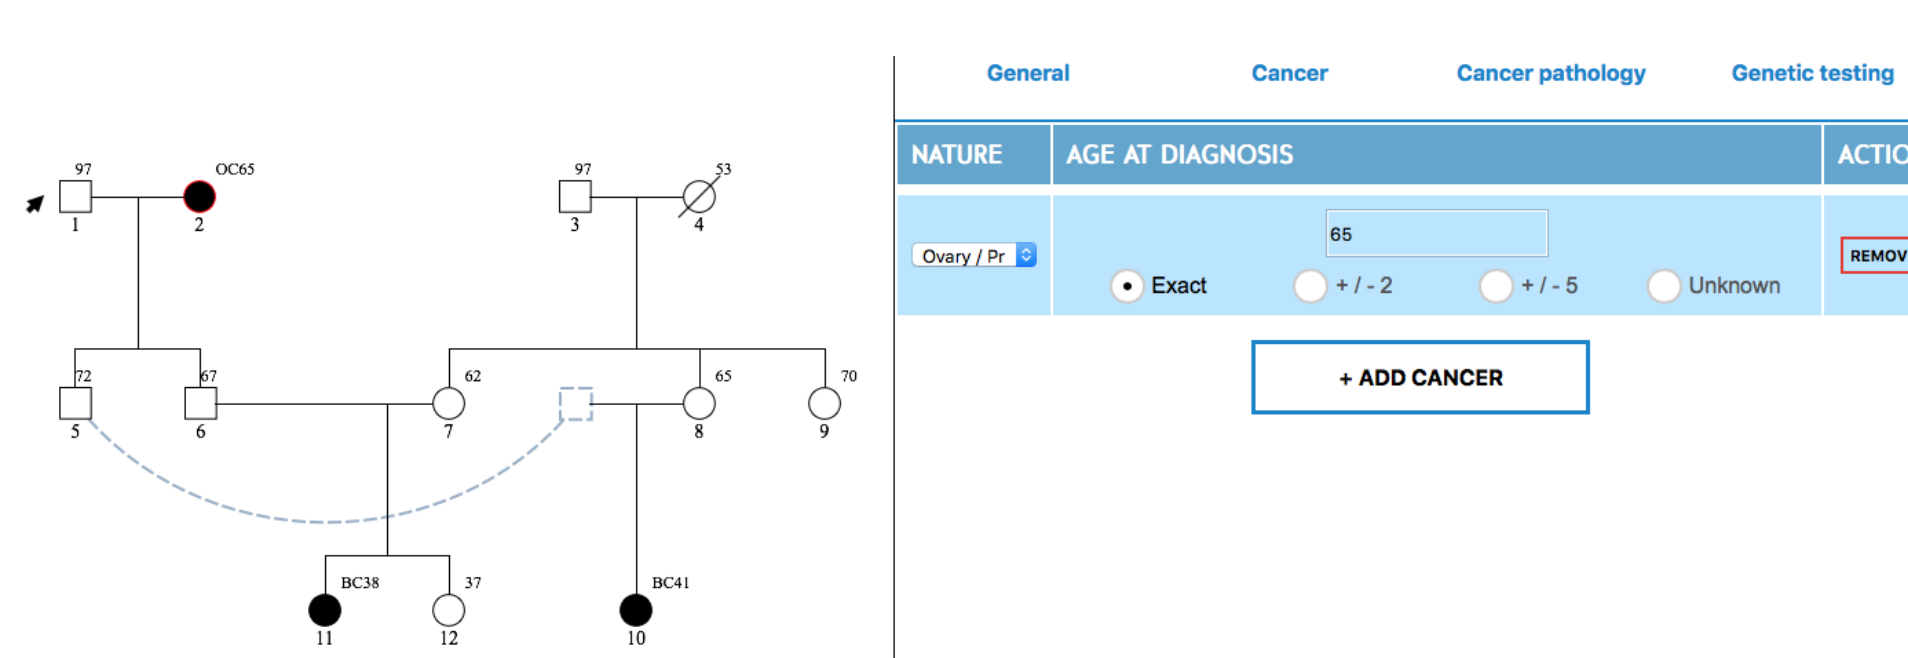 General Cancer Cancer pathology Genetic testing
NATURE AGE AT DIAGNOSIS ACTIO
97 OC65 97 53
1 2 3 4
65
Ovary / Pr REMOV
Exact + / - 2 + / - 5 Unknown
+ ADD CANCER
72 67 62 65 70
5 6 7 8 9
BC38 37 BC41
11 12 10